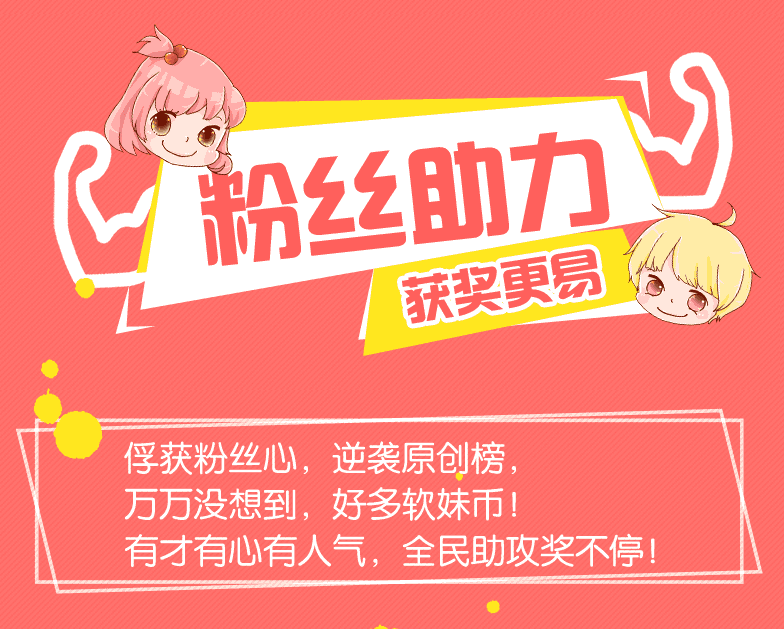 粉丝助力
获奖更易
俘获粉丝心，逆袭原创榜，
万万没想到，好多软妹币！
有才有心有人气，全民助攻奖不停！